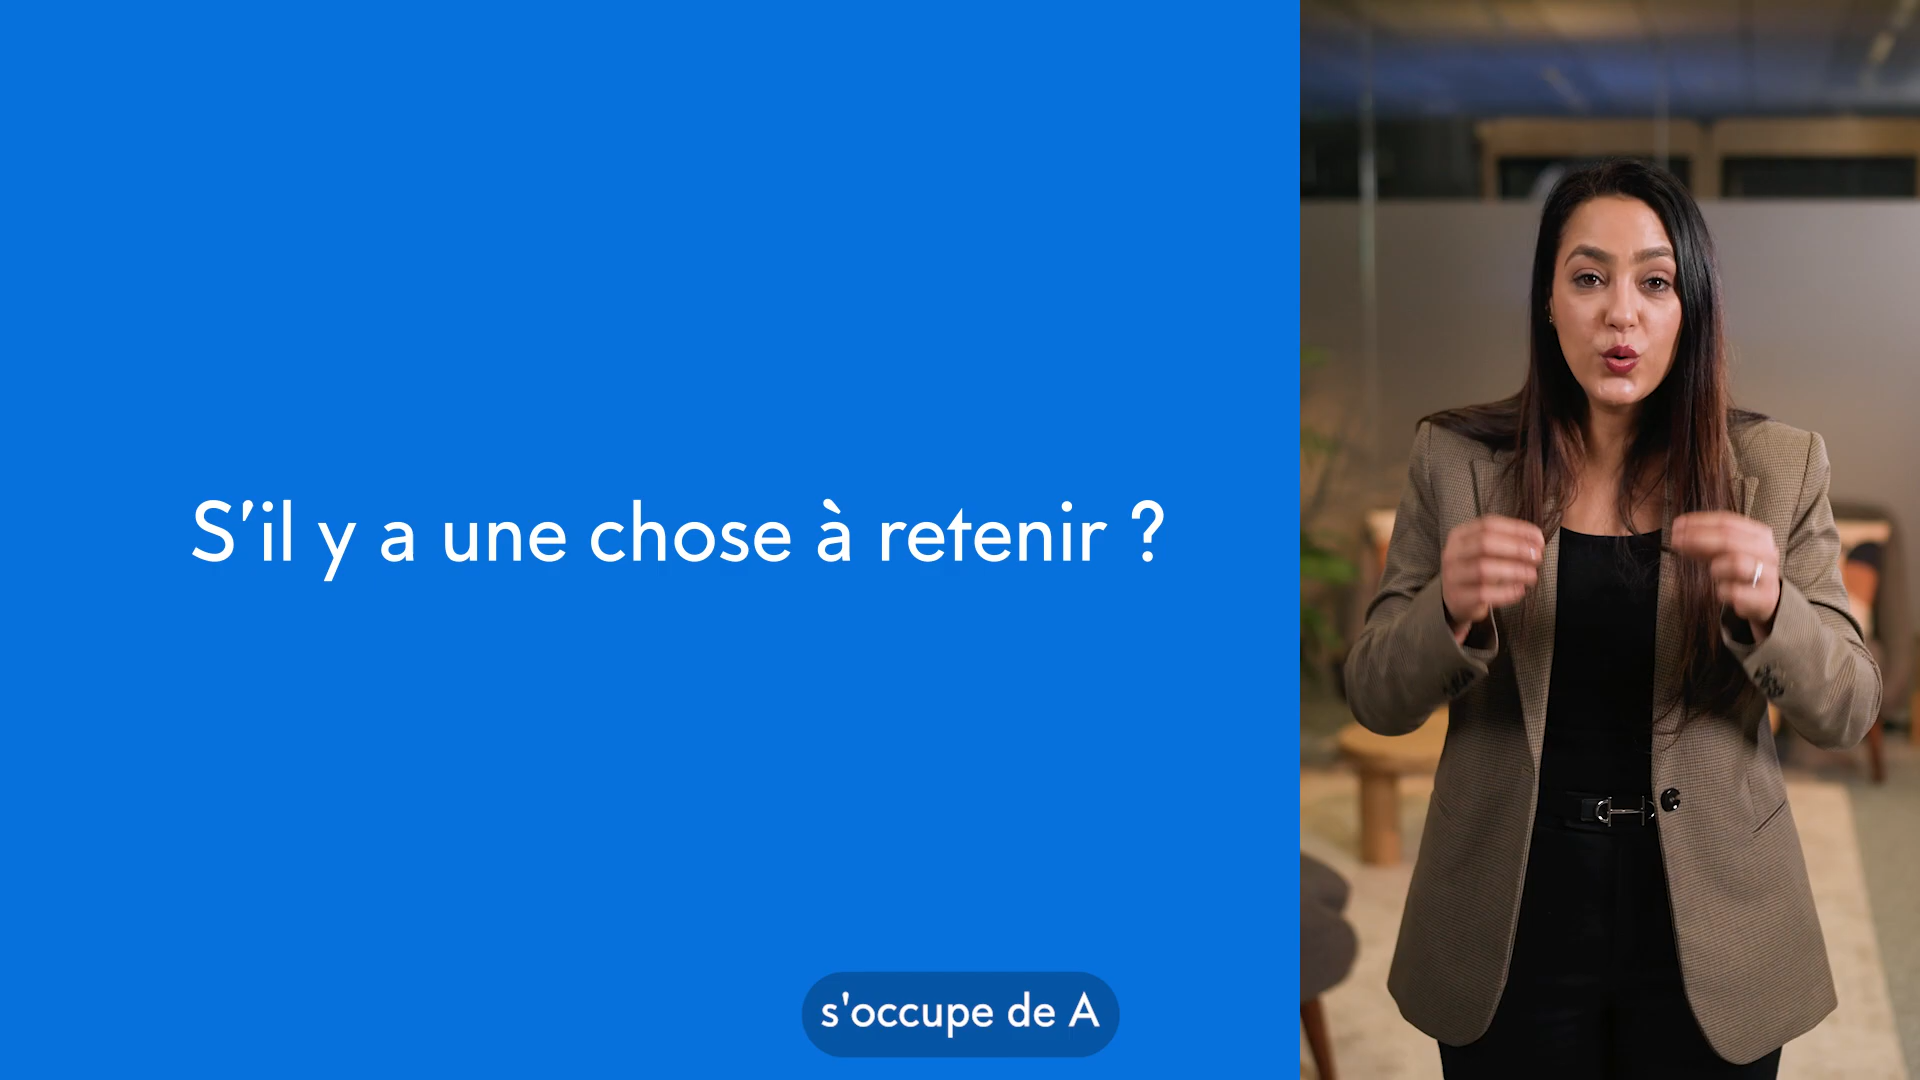 S’il y a une chose à retenir ?
s'occupe de A